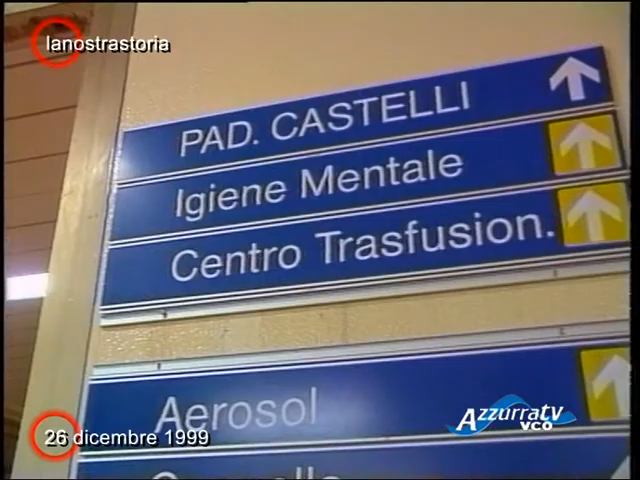 lanostrastoria
PAD. CASTELLI
Igiene Mentale
Centro Trasfusion.
Aerosol
Azzurratv
VCO
26 dicembre 1999